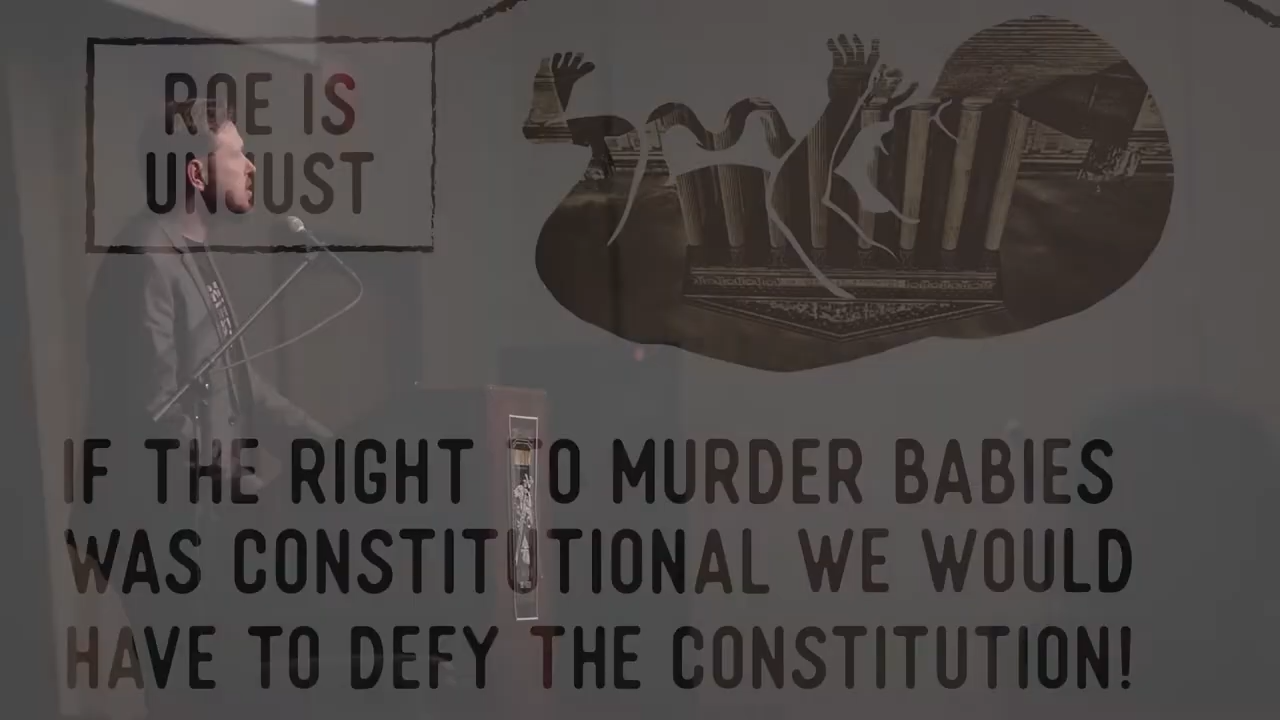 ROE IS
UNJUST
IF THE RIGHT TO MURDER BABIES
WAS CONSTITUTIONAL WE WOULD
HAVE TO DEFY THE CONSTITUTION!